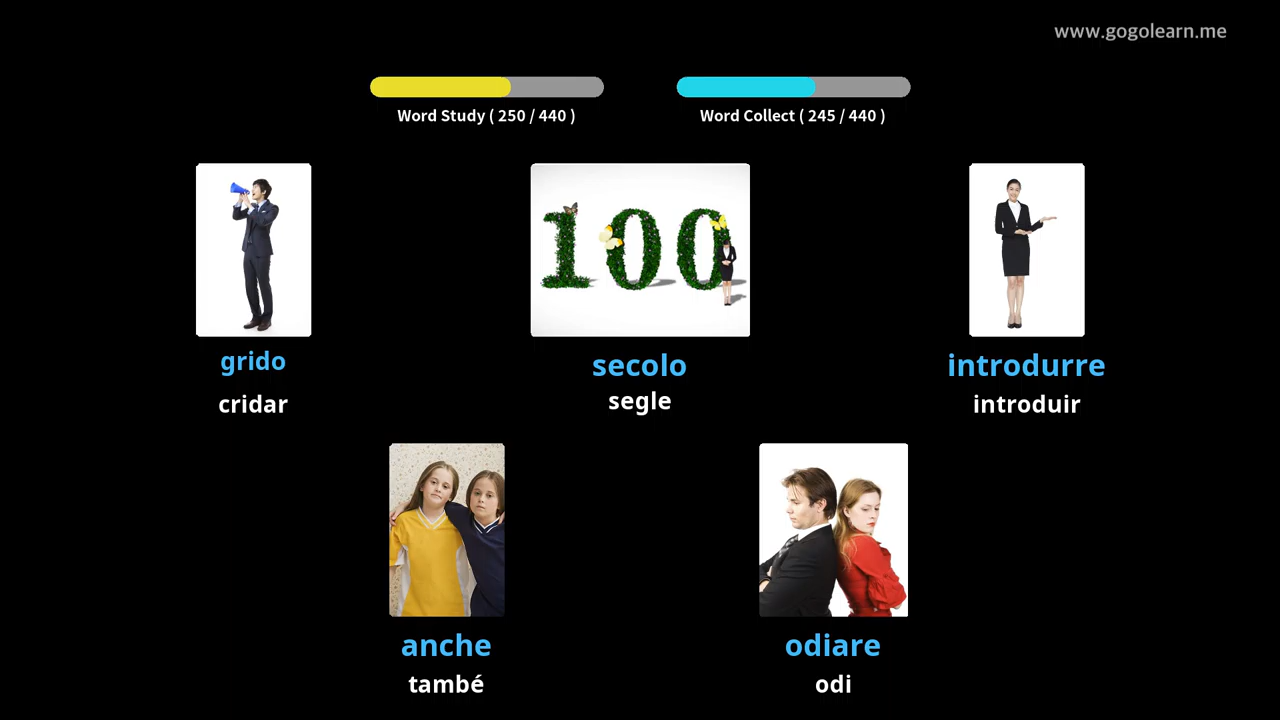 www.gogolearn.me
Word Study ( 250 / 440 )
Word Collect ( 245 / 440 )
100
grido
cridar
secolo
segle
introdurre
introduir
anche
també
odiare
odi